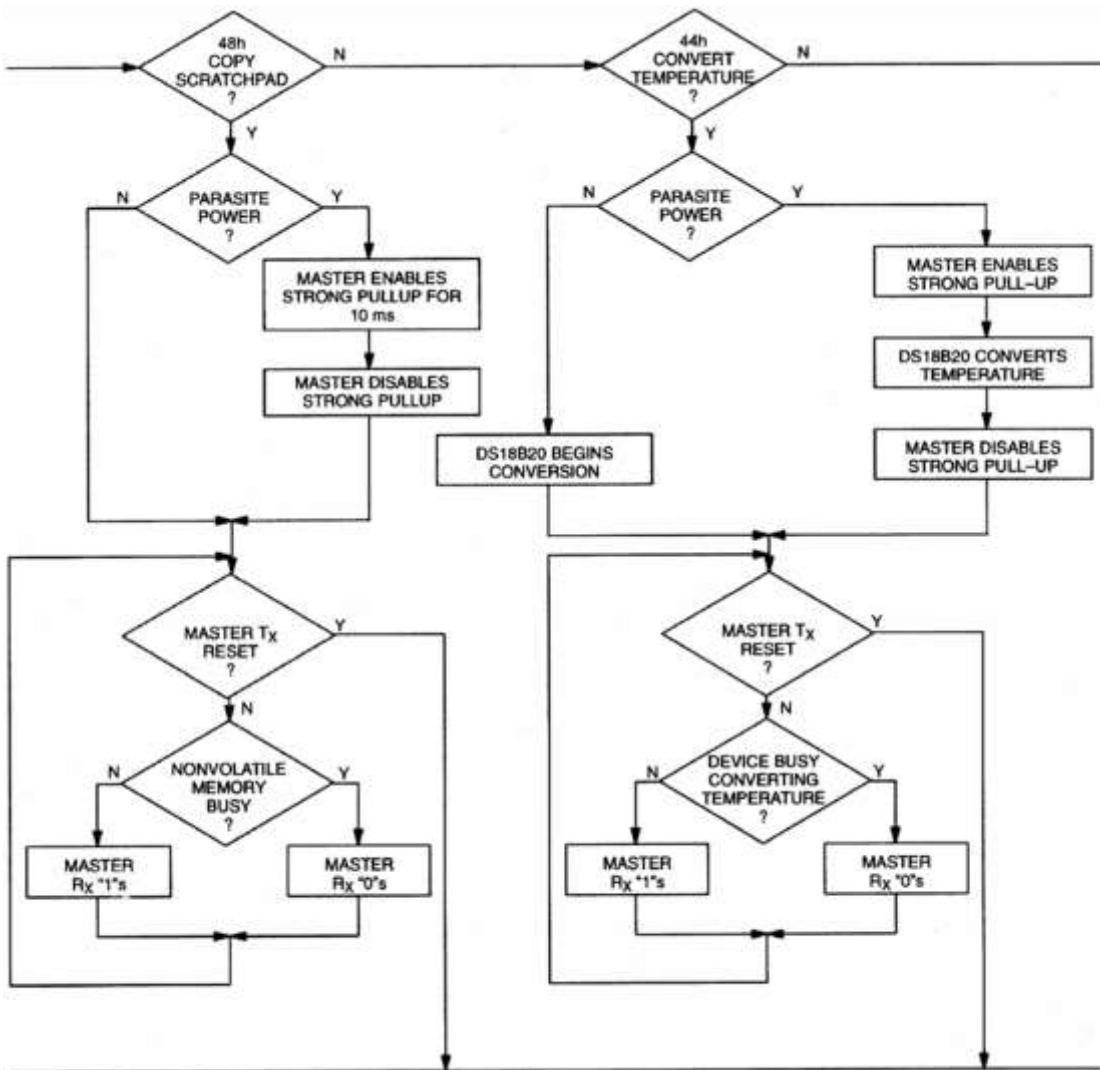 48h
COPY
SCRATCHPAD
?
N
Y
44h
CONVERT
TEMPERATURE
?
N
Y
N
PARASITE
POWER
?
Y
MASTER ENABLES
STRONG PULLUP FOR
10 ms
MASTER DISABLES
STRONG PULLUP
N
PARASITE
POWER
?
Y
MASTER ENABLES
STRONG PULL-UP
DS18B20 CONVERTS
TEMPERATURE
DS18B20 BEGINS
CONVERSION
MASTER DISABLES
STRONG PULL-UP
MASTER TX
RESET
?
Y
N
N
NONVOLATILE
MEMORY
BUSY
?
Y
MASTER
RX "1"s
MASTER
RX "0"s
MASTER TX
RESET
?
Y
N
N
DEVICE BUSY
CONVERTING
TEMPERATURE
?
Y
MASTER
RX "1"s
MASTER
RX "0"s